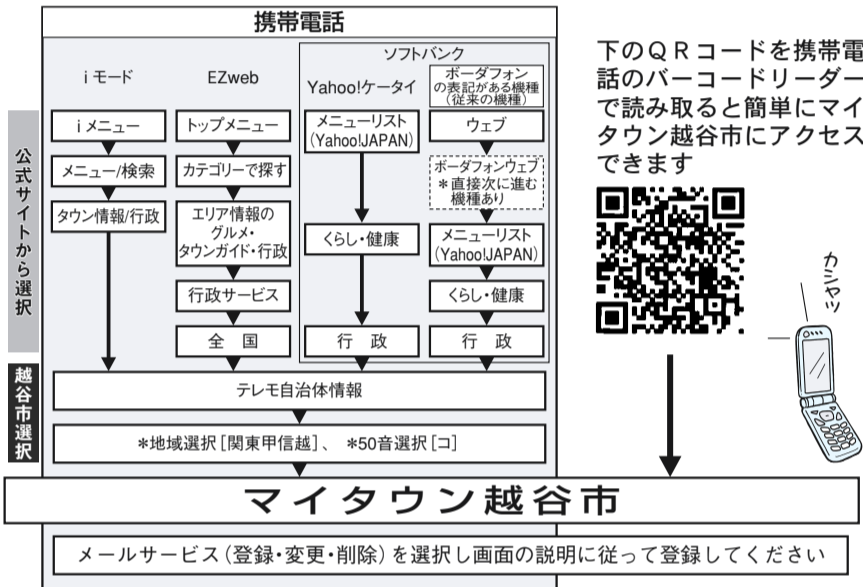 携帯電話
iモード
EZweb
ソフトバンク
Yahoo!ケータイ
ボーダフォン
の表記がある機種
(従来の機種)
公式サイトから選択
iメニュー
メニュー/検索
タウン情報/行政
トップメニュー
カテゴリーで探す
エリア情報の
グルメ・
タウンガイド・行政
行政サービス
全 国
メニューリスト
(Yahoo!JAPAN)
くらし・健康
行 政
ウェブ
ボーダフォンウェブ
*直接次に進む
機種あり
メニューリスト
(Yahoo!JAPAN)
くらし・健康
行 政
越谷市選択
テレモ自治体情報
*地域選択[関東甲信越]、 *50音選択[コ]
下のQRコードを携帯電
話のバーコードリーダー
で読み取ると簡単にマイ
タウン越谷市にアクセス
できます
カシャッ
マイタウン越谷市
メールサービス(登録・変更・削除)を選択し画面の説明に従って登録してください